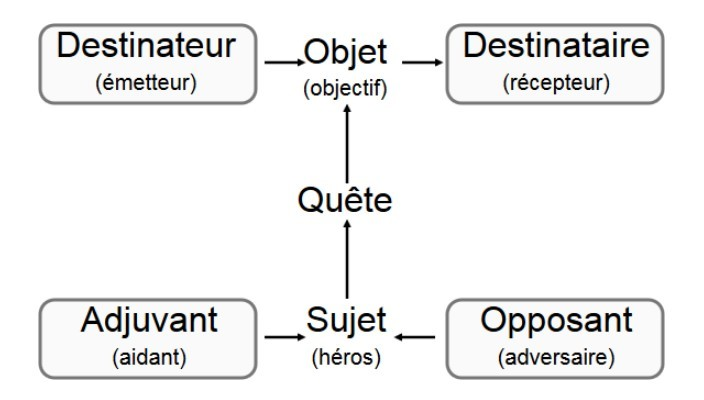 Destinateur
(émetteur)
Objet
(objectif)
Destinataire
(récepteur)
Quête
Adjuvant
(aidant)
Sujet
(héros)
Opposant
(adversaire)